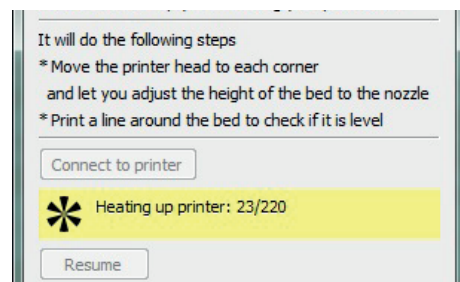 It will do the following steps
* Move the printer head to each corner
and let you adjust the height of the bed to the nozzle
* Print a line around the bed to check if it is level
Connect to printer
Heating up printer: 23/220
Resume